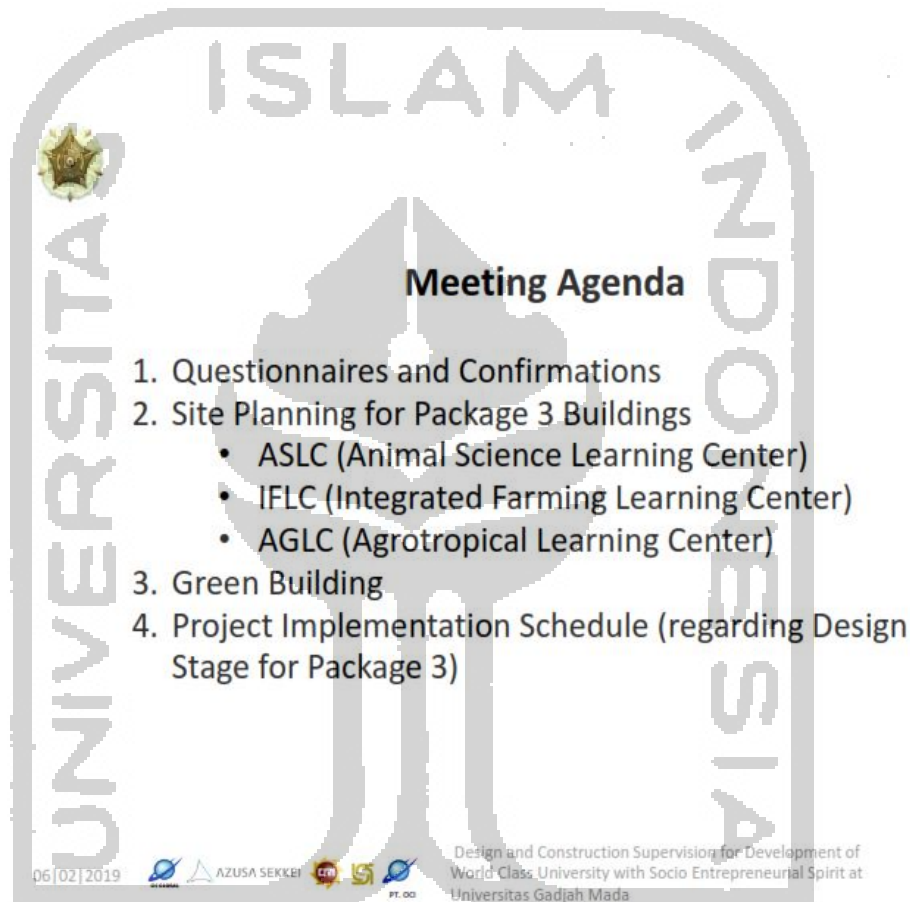 ISLAM
UNIVERSITAS
INDONESIA
Meeting Agenda
1. Questionnaires and Confirmations
2. Site Planning for Package 3 Buildings
• ASLC (Animal Science Learning Center)
• IFLC (Integrated Farming Learning Center)
• AGLC (Agrotropical Learning Center)
3. Green Building
4. Project Implementation Schedule (regarding Design
Stage for Package 3)
06|02|2019
AZUSA SEKKEI
PT. OCI
Design and Construction Supervision for Development of
World Class University with Socio Entrepreneurial Spirit at
Universitas Gadjah Mada